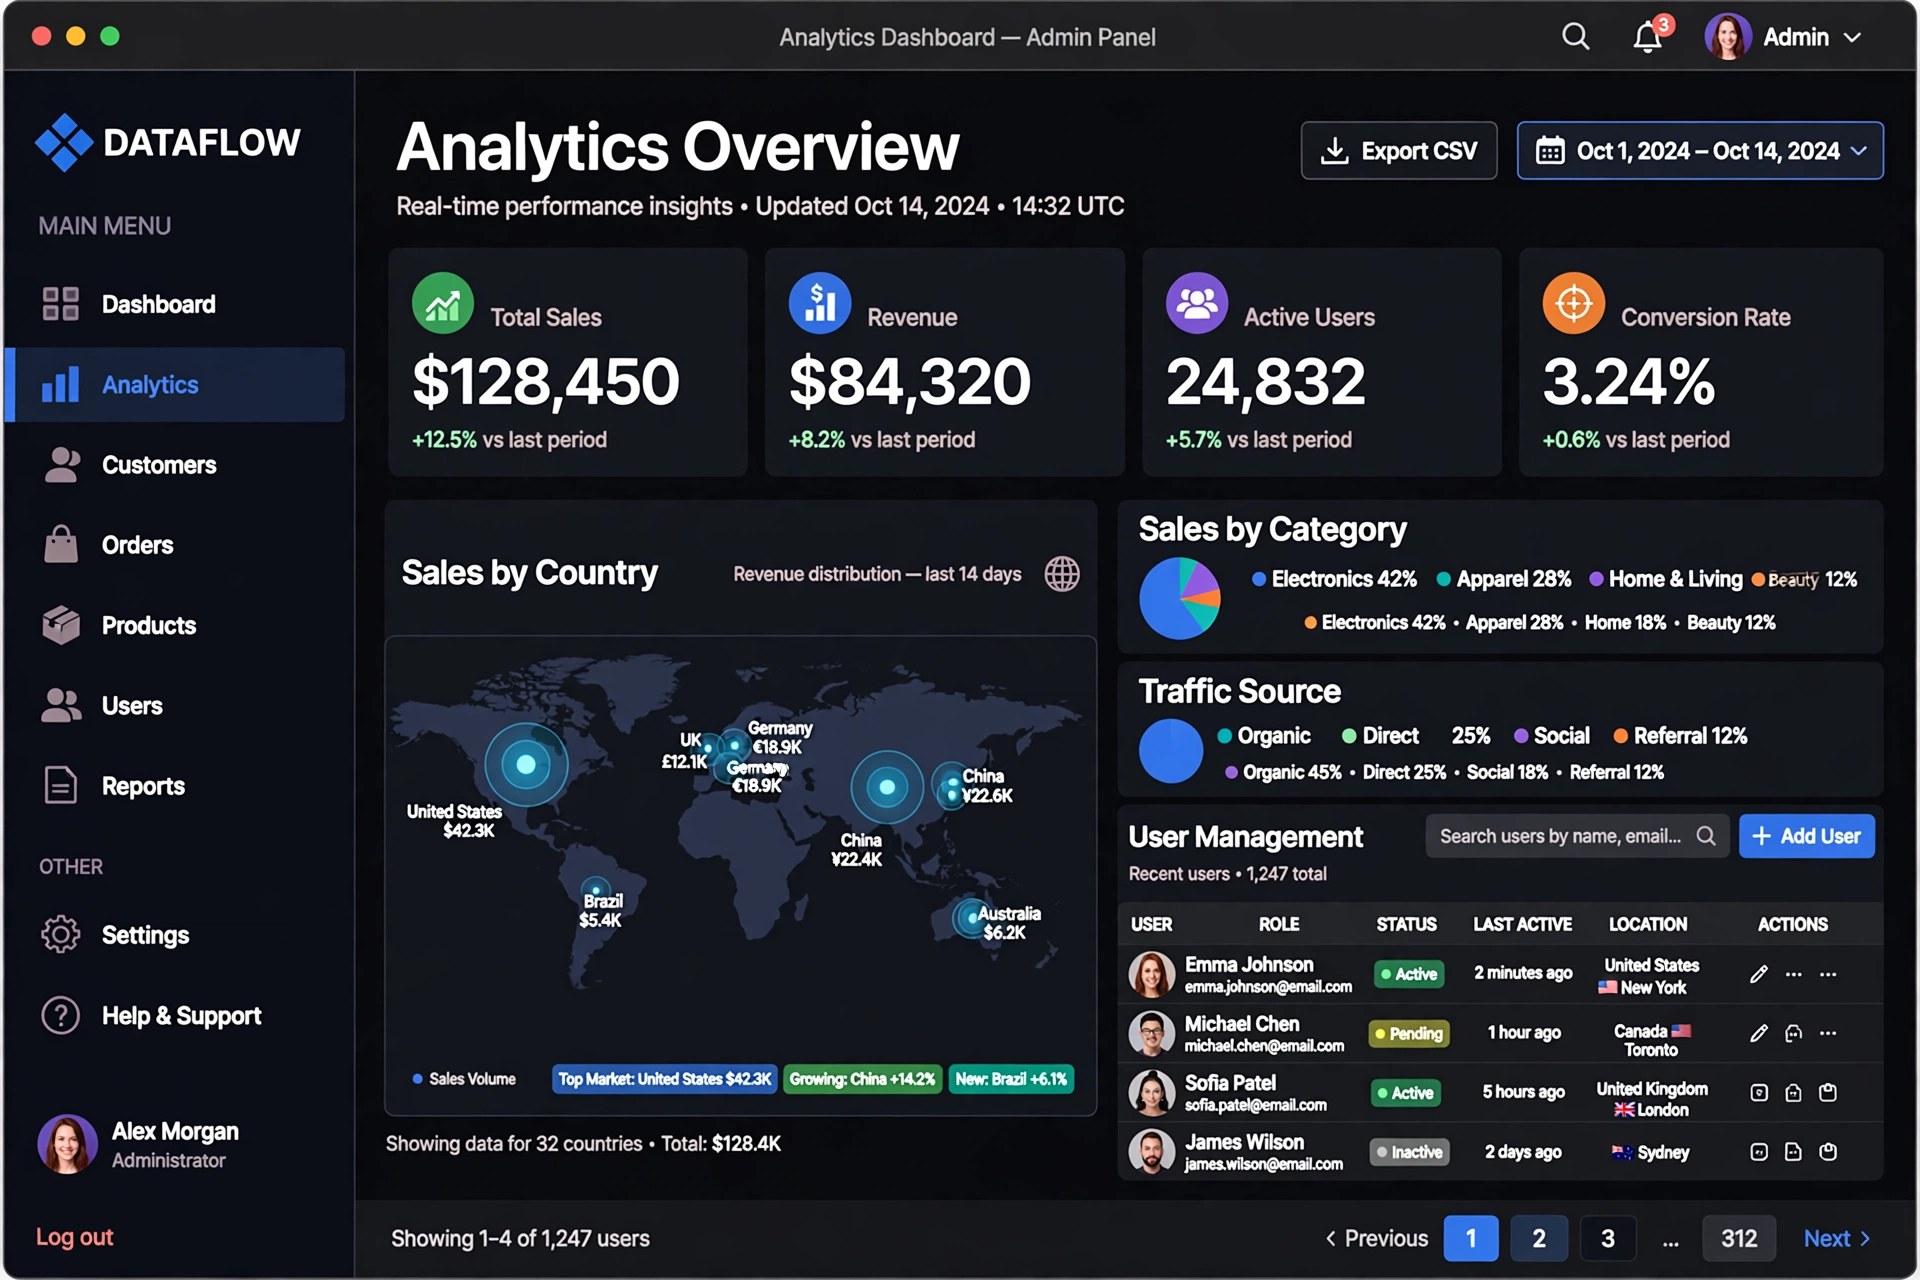 Analytics Dashboard — Admin Panel
3
Admin
DATAFLOW
MAIN MENU
Dashboard
Analytics
Customers
Orders
Products
Users
Reports
OTHER
Settings
Help & Support
Alex Morgan
Administrator
Log out
Analytics Overview
Real-time performance insights • Updated Oct 14, 2024 • 14:32 UTC
Export CSV
Oct 1, 2024 – Oct 14, 2024
Total Sales
$128,450
+12.5% vs last period
Revenue
$84,320
+8.2% vs last period
Active Users
24,832
+5.7% vs last period
Conversion Rate
3.24%
+0.6% vs last period
Sales by Country
Revenue distribution — last 14 days
United States
$42.3K
UK
£12.1K
Germany
€18.9K
Germany
€18.9K
China
¥22.6K
China
¥22.4K
Brazil
$5.4K
Australia
$6.2K
Sales Volume
Top Market: United States $42.3K
Growing: China +14.2%
New: Brazil +6.1%
Showing data for 32 countries • Total: $128.4K
Sales by Category
Electronics 42% Apparel 28% Home & Living Beauty 12%
Electronics 42% • Apparel 28% • Home 18% • Beauty 12%
Traffic Source
Organic Direct 25% Social Referral 12%
Organic 45% • Direct 25% • Social 18% • Referral 12%
User Management
Search users by name, email...
+ Add User
Recent users • 1,247 total
USER ROLE STATUS LAST ACTIVE LOCATION ACTIONS
Emma Johnson
emma.johnson@email.com
Active
2 minutes ago
United States
New York
Michael Chen
michael.chen@email.com
Pending
1 hour ago
Canada
Toronto
Sofia Patel
sofia.patel@email.com
Active
5 hours ago
United Kingdom
London
James Wilson
james.wilson@email.com
Inactive
2 days ago
Sydney
Showing 1–4 of 1,247 users
‹ Previous 1 2 3 ... 312 Next ›